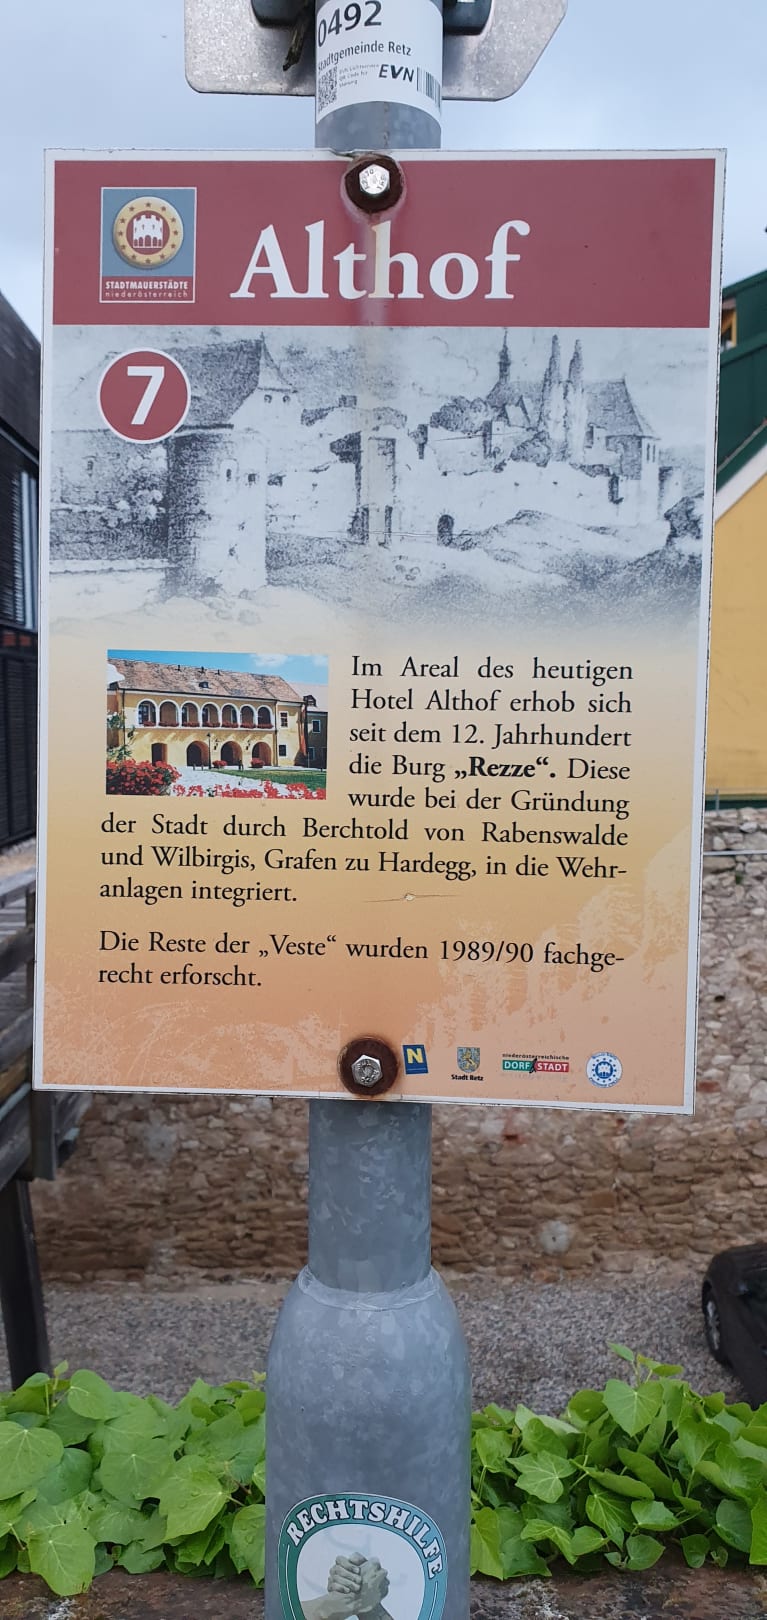 0492
Stadtgemeinde Retz
EVN
Althof
STADTMAUERSTÄDTE
niederösterreich
7
Im Areal des heutigen
Hotel Althof erhob sich
seit dem 12. Jahrhundert
die Burg „Rezze“. Diese
wurde bei der Gründung
der Stadt durch Berchtold von Rabenswalde
und Wilbirgis, Grafen zu Hardegg, in die Wehr-
anlagen integriert.
Die Reste der „Veste“ wurden 1989/90 fachge-
recht erforscht.
N
Stadt Retz
niederösterreichische
DORF STADT
RECHTSHILFE